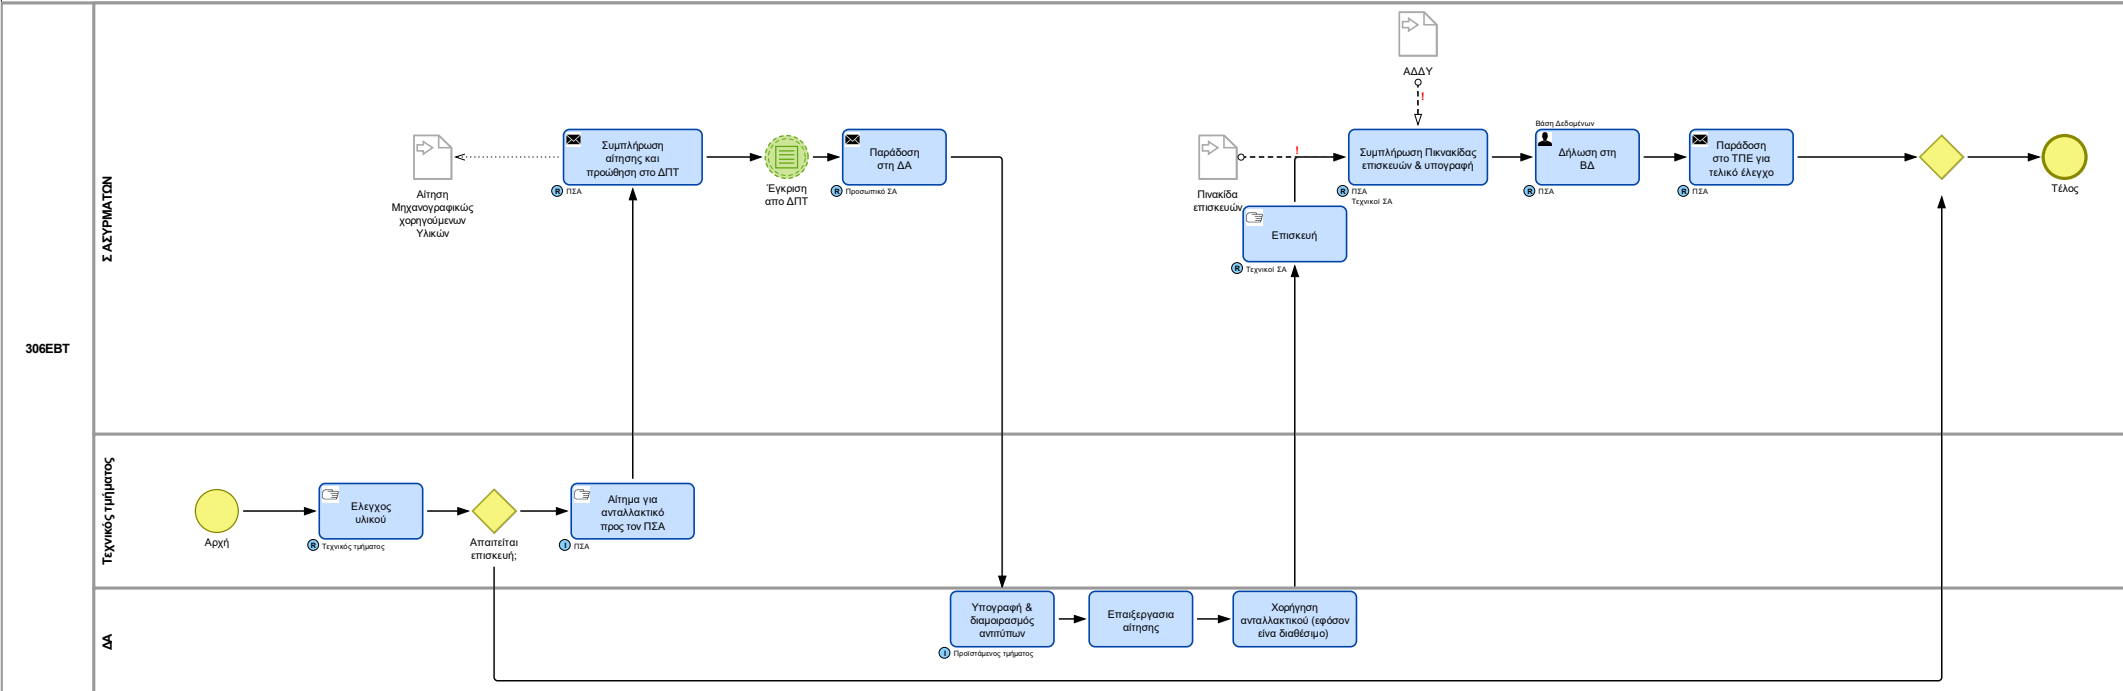 306ΕΒΤ
Σ ΑΣΥΡΜΑΤΩΝ
ΑΔΔΥ
!
Αίτηση
Μηχανογραφικώς
χορηγούμενων
Υλικών
Συμπλήρωση
αίτησης και
προώθηση στο ΔΠΤ
R ΠΣΑ
Έγκριση
απο ΔΠΤ
Παράδοση
στη ΔΑ
R Προσωπικό ΣΑ
Πινακίδα
επισκευών
!
Επισκευή
R Τεχνικοί ΣΑ
Συμπλήρωση Πικνακίδας
επισκευών & υπογραφή
R ΠΣΑ
Τεχνικοί ΣΑ
Βάση Δεδομένων
Δήλωση στη
ΒΔ
R ΠΣΑ
Παράδοση
στο ΤΠΕ για
τελικό έλεγχο
R ΠΣΑ
Τέλος
Τεχνικός τμήματος
Αρχή
Ελεγχος
υλικού
R Τεχνικός τμήματος
Απαιτείται
επισκευή;
Αίτημα για
ανταλλακτικό
προς τον ΠΣΑ
I ΠΣΑ
ΔΑ
Υπογραφή &
διαμοιρασμός
αντιτύπων
I Προϊστάμενος τμήματος
Επαιξεργασια
αίτησης
Χορήγηση
ανταλλακτικού (εφόσον
είνα διαθέσιμο)